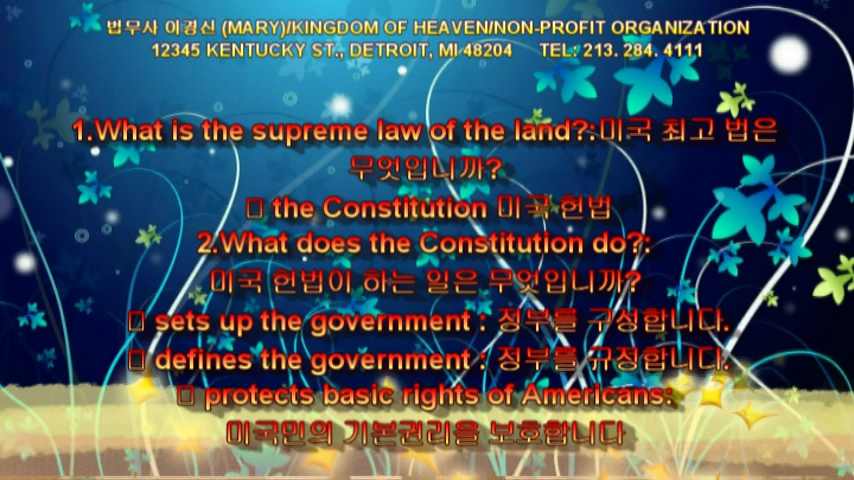 법무사 이경신 (MARY)/KINGDOM OF HEAVEN/NON-PROFIT ORGANIZATION
12345 KENTUCKY ST., DETROIT, MI 48204 TEL: 213. 284. 4111
1.What is the supreme law of the land?:미국 최고 법은
무엇입니까?
▯ the Constitution 미국 헌법
2.What does the Constitution do?:
미국 헌법이 하는 일은 무엇입니까?
▯ sets up the government : 정부를 구성합니다.
▯ defines the government : 정부를 규정합니다.
▯ protects basic rights of Americans:
미국민의 기본권리을 보호합니다